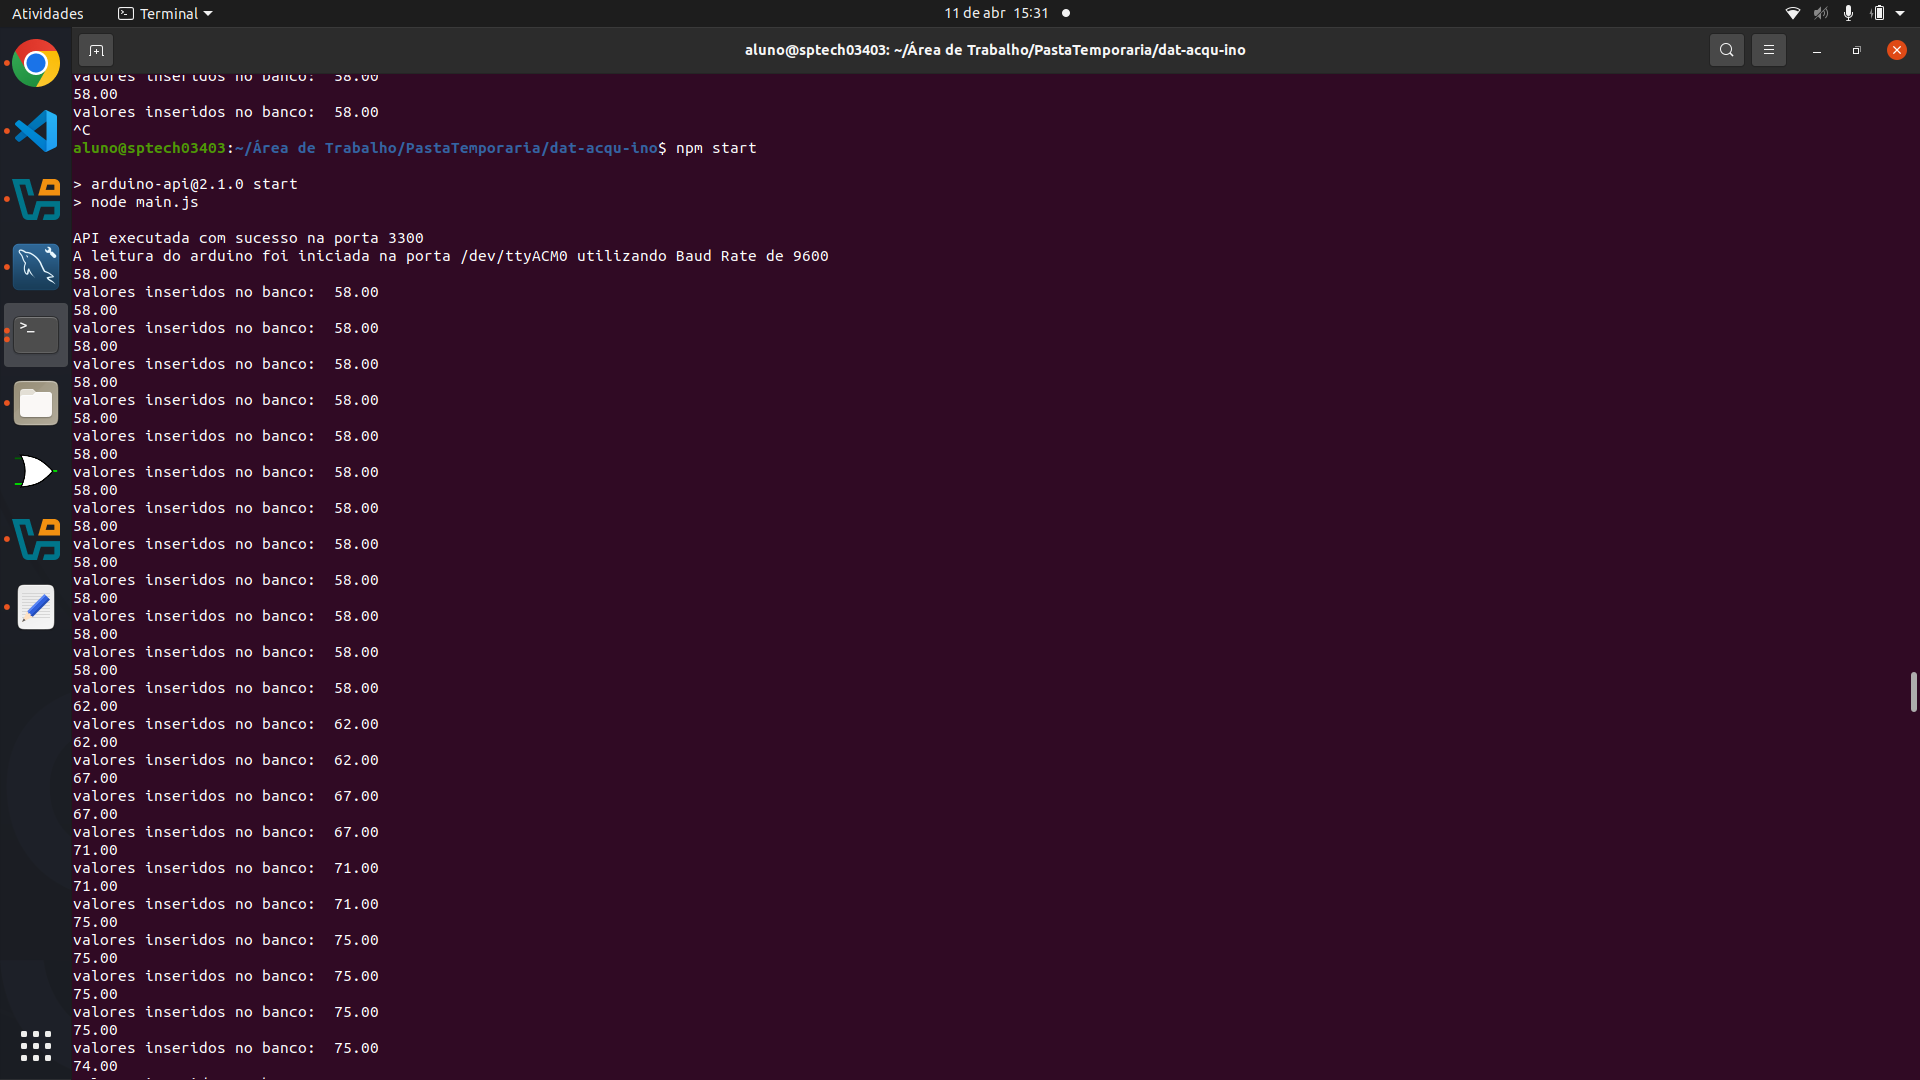 Atividades
Terminal
11 de abr 15:31
aluno@sptech03403: ~/Área de Trabalho/PastaTemporaria/dat-acqu-ino
valores inseridos no banco:  58.00
58.00
valores inseridos no banco:  58.00
^C
aluno@sptech03403:~/Área de Trabalho/PastaTemporaria/dat-acqu-ino$ npm start
> arduino-api@2.1.0 start
> node main.js
API executada com sucesso na porta 3300
A leitura do arduino foi iniciada na porta /dev/ttyACM0 utilizando Baud Rate de 9600
58.00
valores inseridos no banco:  58.00
58.00
valores inseridos no banco:  58.00
58.00
valores inseridos no banco:  58.00
58.00
valores inseridos no banco:  58.00
58.00
valores inseridos no banco:  58.00
58.00
valores inseridos no banco:  58.00
58.00
valores inseridos no banco:  58.00
58.00
valores inseridos no banco:  58.00
58.00
valores inseridos no banco:  58.00
58.00
valores inseridos no banco:  58.00
58.00
valores inseridos no banco:  58.00
58.00
valores inseridos no banco:  58.00
62.00
valores inseridos no banco:  62.00
62.00
valores inseridos no banco:  62.00
67.00
valores inseridos no banco:  67.00
67.00
valores inseridos no banco:  67.00
71.00
valores inseridos no banco:  71.00
71.00
valores inseridos no banco:  71.00
75.00
valores inseridos no banco:  75.00
75.00
valores inseridos no banco:  75.00
75.00
valores inseridos no banco:  75.00
75.00
valores inseridos no banco:  75.00
74.00